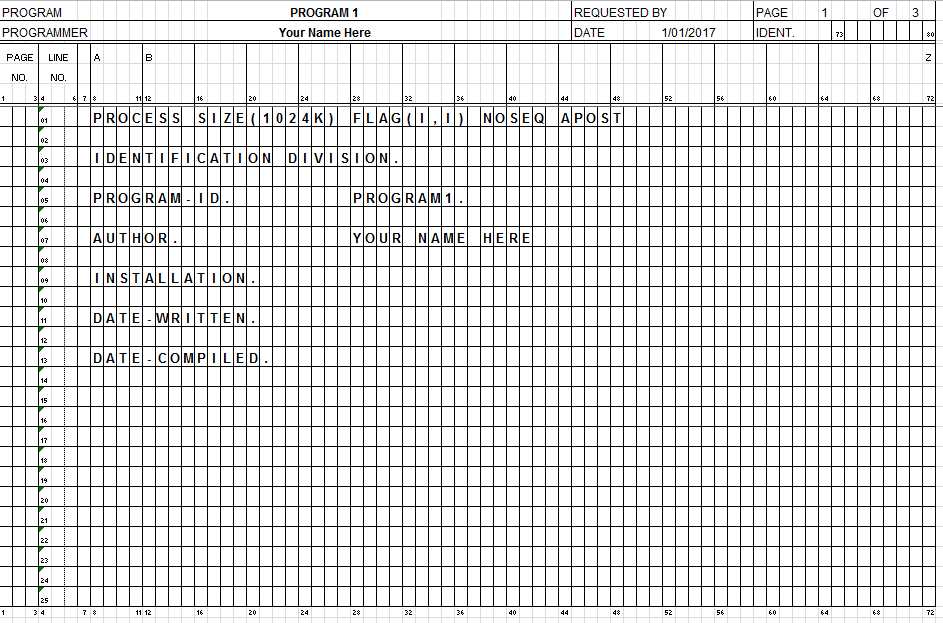 PROGRAM PROGRAM 1 REQUESTED BY PAGE 1 OF 3
PROGRAMMER Your Name Here DATE 1/01/2017 IDENT. 73 80
PAGE LINE A B Z
NO. NO.
1 3 4 6 7 8 11 12 16 20 24 28 32 36 40 44 48 52 56 60 64 68 72
01 PROCESS SIZE(1024K) FLAG(I,I) NOSEQ APOST
02
03 IDENTIFICATION DIVISION.
04
05 PROGRAM-ID. PROGRAM1.
06
07 AUTHOR. YOUR NAME HERE
08
09 INSTALLATION.
10
11 DATE-WRITTEN.
12
13 DATE-COMPILED.
14
15
16
17
18
19
20
21
22
23
24
25
1 3 4 7 8 11 12 16 20 24 28 32 36 40 44 48 52 56 60 64 68 72